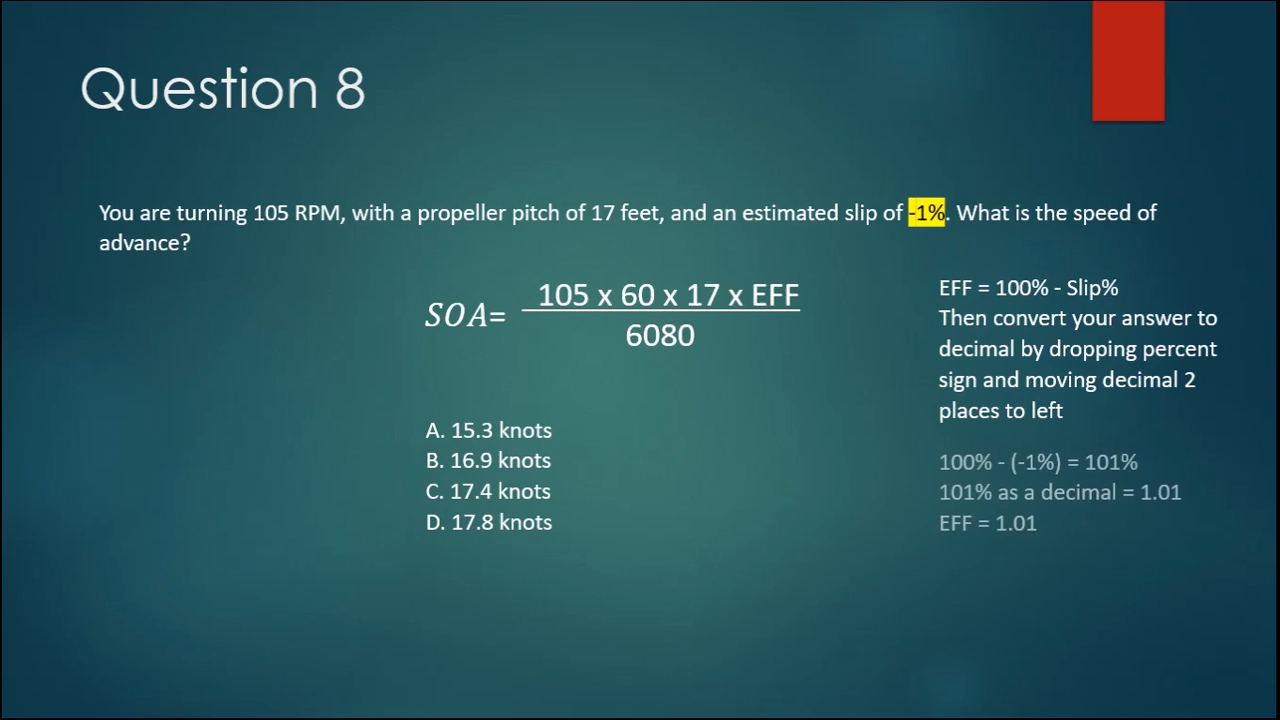 Question 8
You are turning 105 RPM, with a propeller pitch of 17 feet, and an estimated slip of -1%. What is the speed of
advance?
SOA= 105 x 60 x 17 x EFF
6080
A. 15.3 knots
B. 16.9 knots
C. 17.4 knots
D. 17.8 knots
EFF = 100% - Slip%
Then convert your answer to
decimal by dropping percent
sign and moving decimal 2
places to left
100% - (-1%) = 101%
101% as a decimal = 1.01
EFF = 1.01